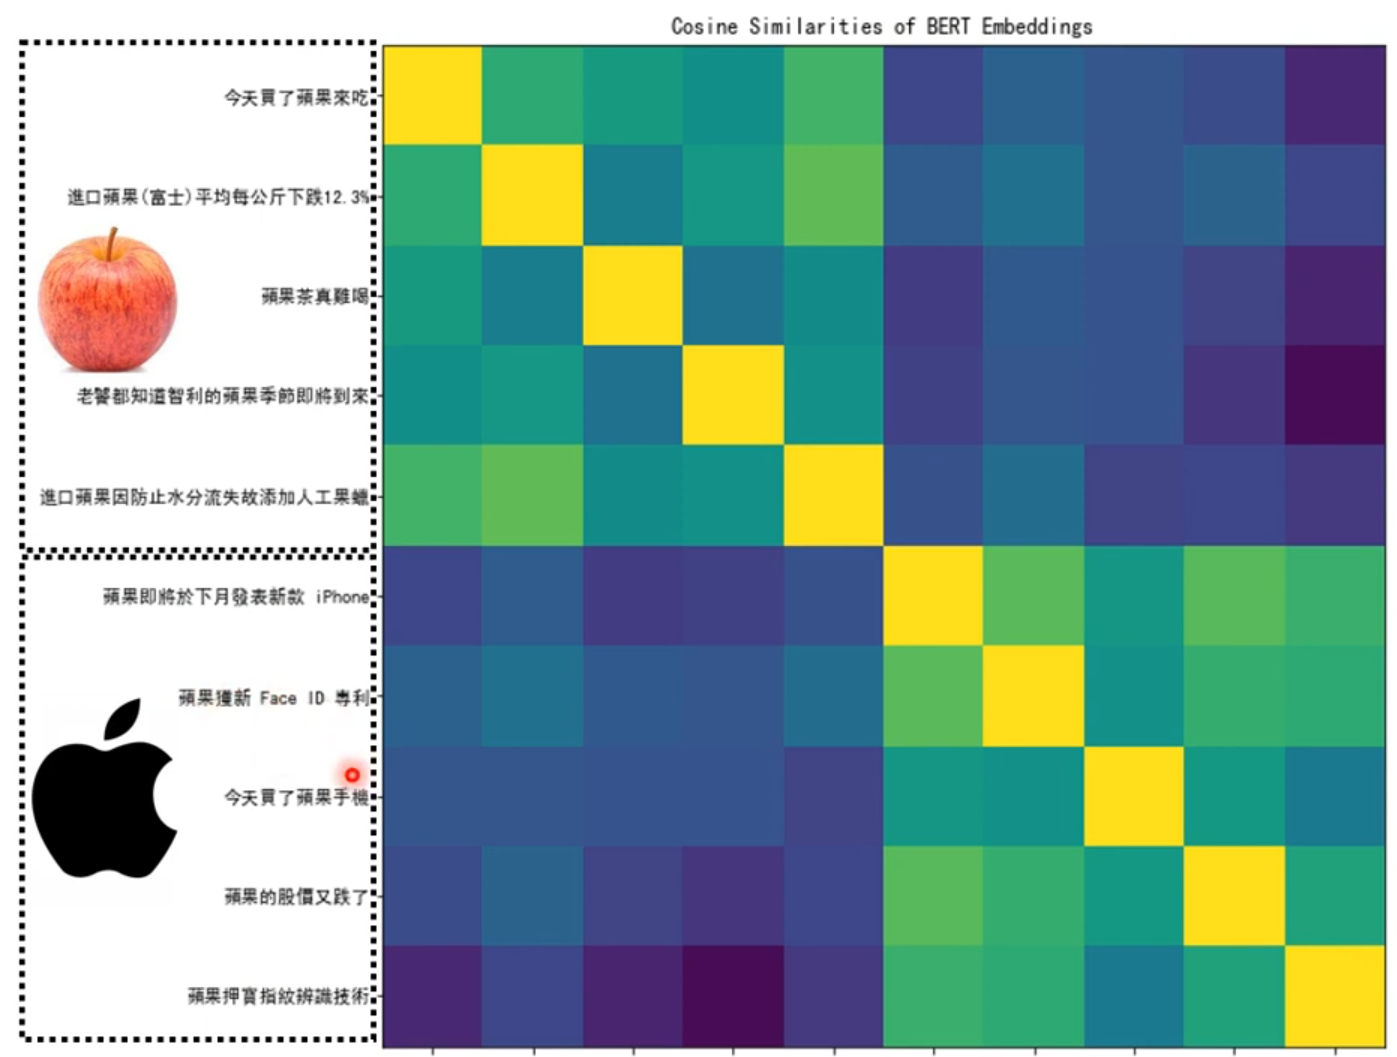 Cosine Similarities of BERT Embeddings
今天買了蘋果來吃
進口蘋果(富士)平均每公斤下跌12.3%
蘋果茶真難喝
老饕都知道智利的蘋果季節即將到來
進口蘋果因防止水分流失故添加人工果蠟
蘋果即將於下月發表新款 iPhone
蘋果獲新 Face ID 專利
今天買了蘋果手機
蘋果的股價又跌了
蘋果押寶指紋辨識技術